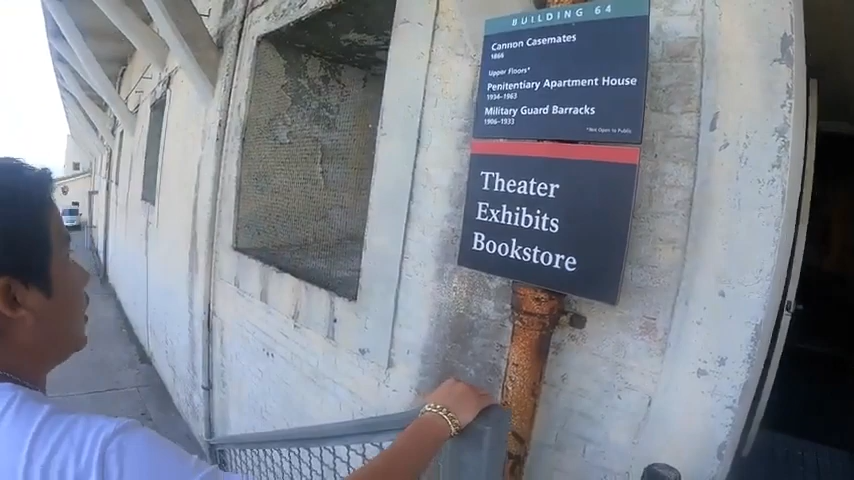 BUILDING 64
Cannon Casemates
1866
Upper Floors*
Penitentiary Apartment House
1934-1963
Military Guard Barracks
1906-1933
*Not Open to Public
Theater
Exhibits
Bookstore